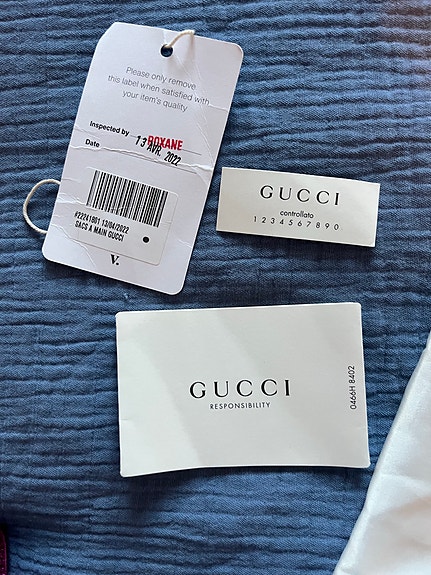 Please only remove
this label when satisfied with
your item's quality
Inspected by ROXANE
Date 13 AVR. 2022
#22241801 13/04/2022
SACS A MAIN GUCCI
V.
GUCCI
controllato
1 2 3 4 5 6 7 8 9 0
GUCCI
RESPONSIBILITY
0466H 8402